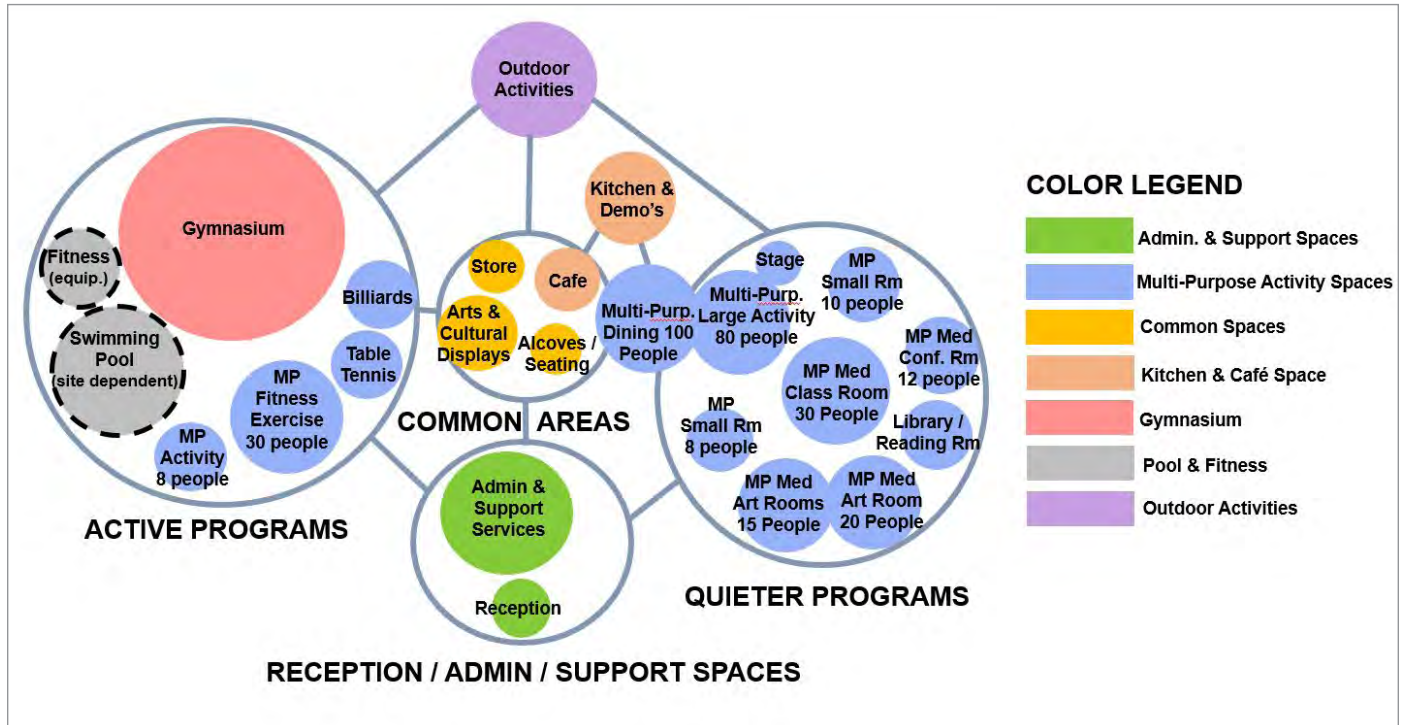 Outdoor
Activities
Gymnasium
Fitness
(equip.)
Swimming
Pool
(site dependent)
Billiards
Table
Tennis
MP
Fitness
Exercise
30 people
MP
Activity
8 people
ACTIVE PROGRAMS
Kitchen &
Demo's
Store
Cafe
Arts &
Cultural
Displays
Alcoves /
Seating
COMMON AREAS
Multi-Purp.
Dining 100
People
Stage
Multi-Purp.
Large Activity
80 people
MP
Small Rm
10 people
MP Med
Conf. Rm
12 people
MP Med
Class Room
30 People
MP
Small Rm
8 people
Library /
Reading Rm
MP Med
Art Rooms
15 People
MP Med
Art Room
20 People
QUIETER PROGRAMS
Admin &
Support
Services
Reception
RECEPTION / ADMIN / SUPPORT SPACES
COLOR LEGEND
Admin. & Support Spaces
Multi-Purpose Activity Spaces
Common Spaces
Kitchen & Café Space
Gymnasium
Pool & Fitness
Outdoor Activities